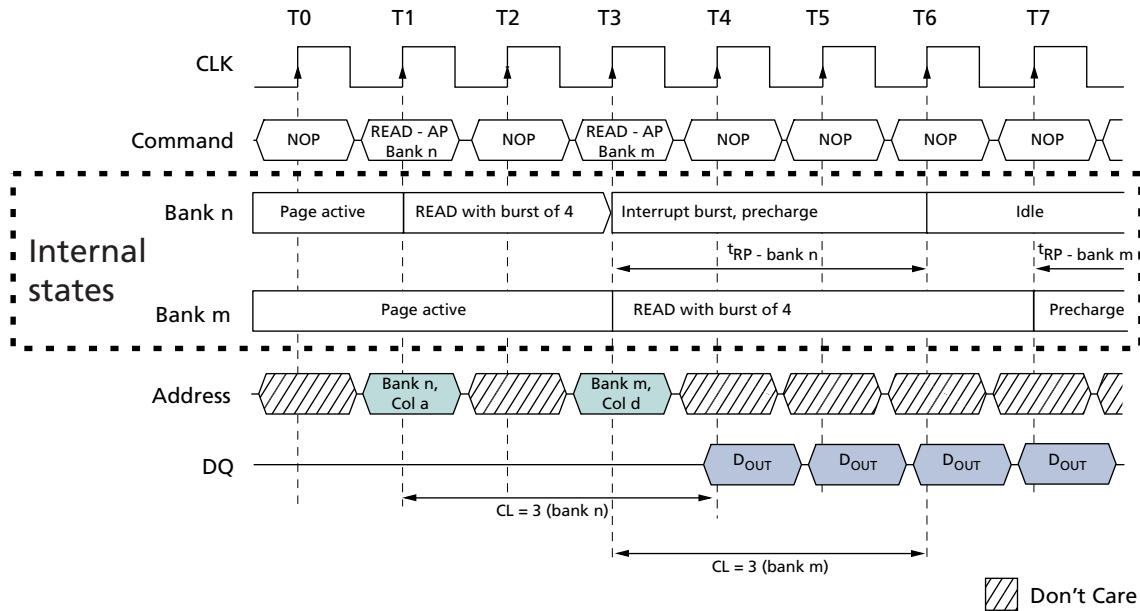 T0 T1 T2 T3 T4 T5 T6 T7
CLK
Command NOP READ - AP Bank n NOP READ - AP Bank m NOP NOP NOP NOP
Bank n Page active READ with burst of 4 Interrupt burst, precharge Idle
Internal states
tRP - bank n tRP - bank m
Bank m Page active READ with burst of 4 Precharge
Address Bank n, Col a Bank m, Col d
DQ DOUT DOUT DOUT DOUT
CL = 3 (bank n)
CL = 3 (bank m)
Don't Care